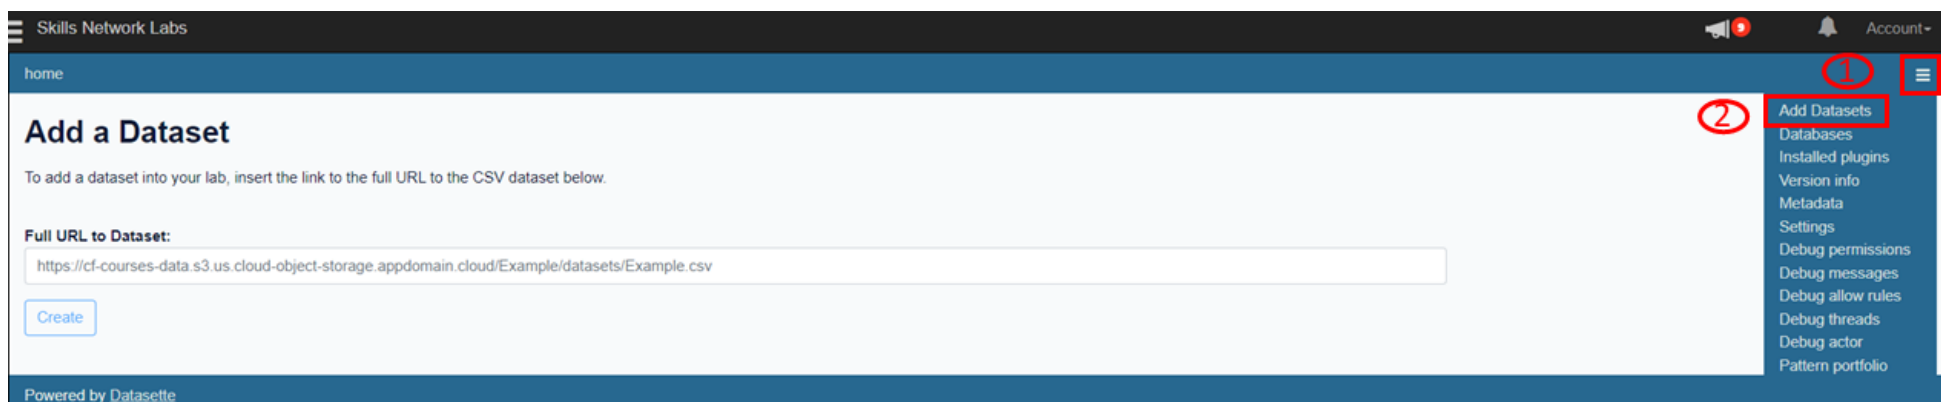 Skills Network Labs
Account
home
1
Add a Dataset
To add a dataset into your lab, insert the link to the full URL to the CSV dataset below.
Full URL to Dataset:
https://cf-courses-data.s3.us.cloud-object-storage.appdomain.cloud/Example/datasets/Example.csv
Create
2
Add Datasets
Databases
Installed plugins
Version info
Metadata
Settings
Debug permissions
Debug messages
Debug allow rules
Debug threads
Debug actor
Pattern portfolio
Powered by Datasette